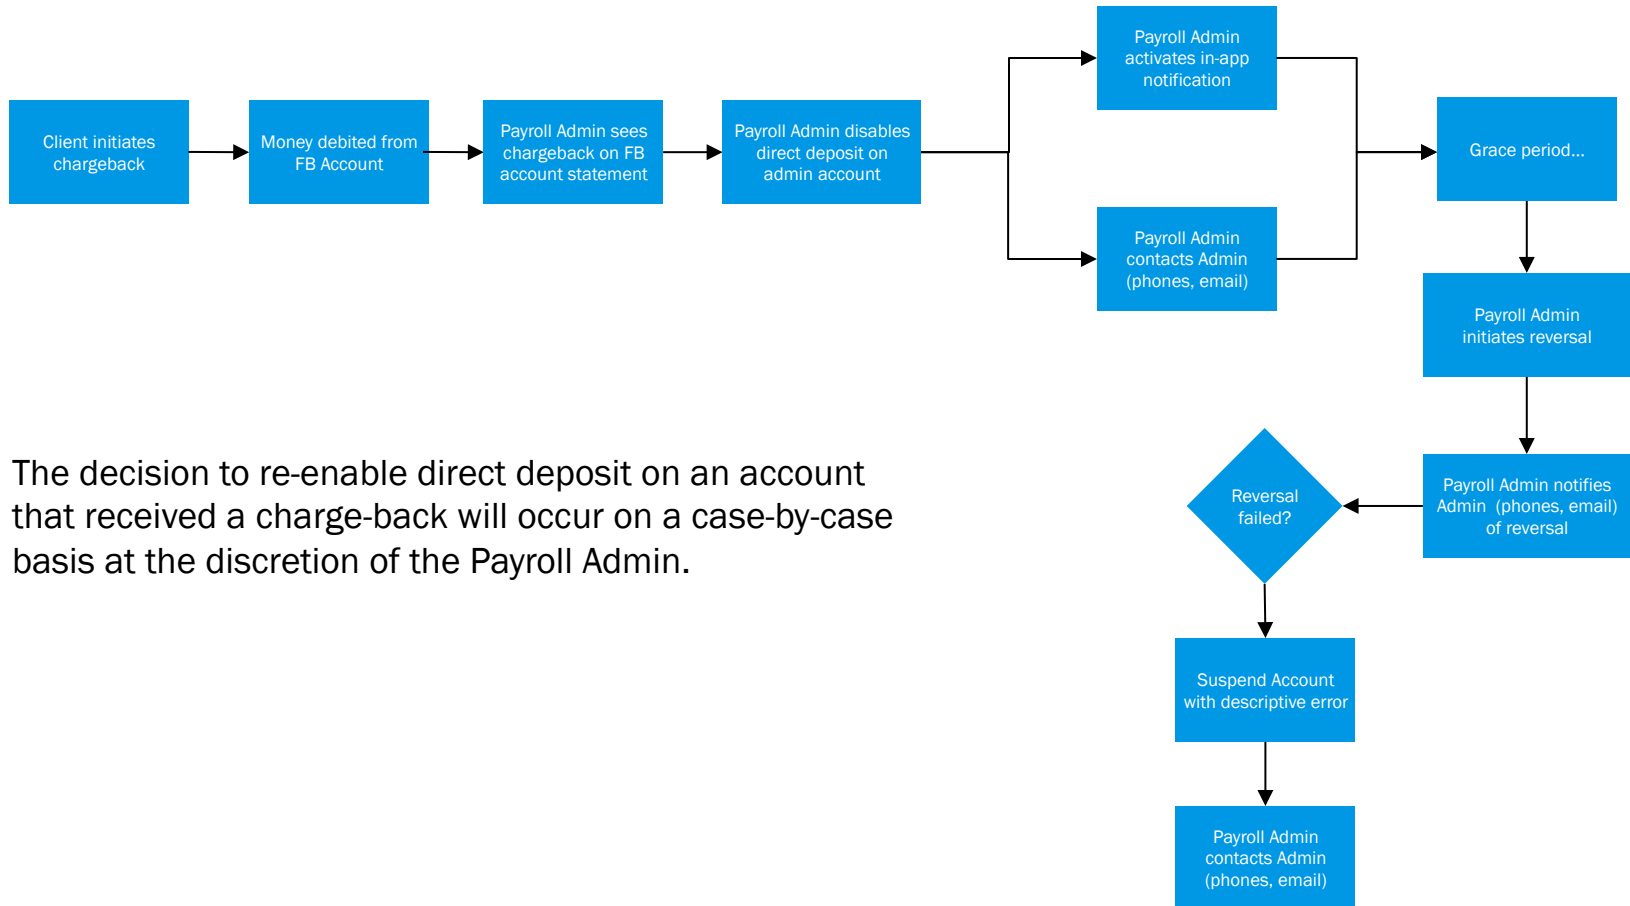 Client initiates
chargeback
Money debited from
FB Account
Payroll Admin sees
chargeback on FB
account statement
Payroll Admin disables
direct deposit on
admin account
Payroll Admin
activates in-app
notification
Payroll Admin
contacts Admin
(phones, email)
Grace period...
Payroll Admin
initiates reversal
Payroll Admin notifies
Admin  (phones, email)
of reversal
Reversal
failed?
Suspend Account
with descriptive error
Payroll Admin
contacts Admin
(phones, email)
The decision to re-enable direct deposit on an account
that received a charge-back will occur on a case-by-case
basis at the discretion of the Payroll Admin.